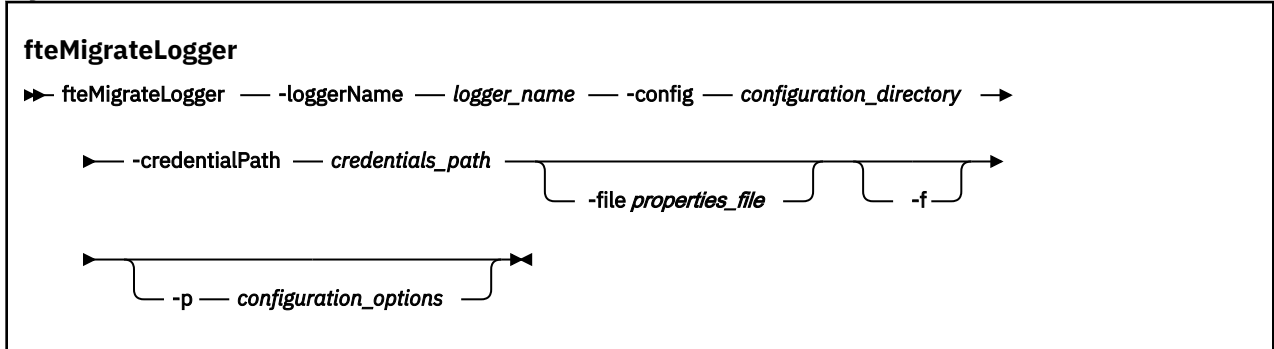 fteMigrateLogger
fteMigrateLogger -loggerName logger_name -config configuration_directory
-credentialPath credentials_path
-file properties_file -f
-p configuration_options